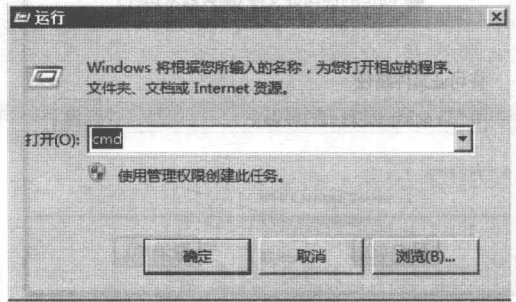 运行
Windows 将根据您所输入的名称，为您打开相应的程序、
文件夹、文档或 Internet 资源。
打开(O): cmd
使用管理权限创建此任务。
确定 取消 浏览(B)...